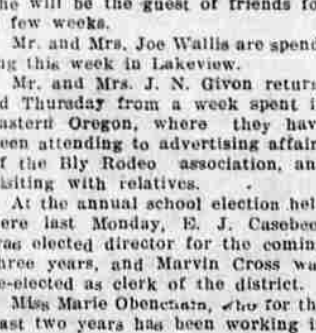 he will be the guest of friends fo
few weeks.
Mr. and Mrs. Joe Wallis are spend
ng this week in Lakeview.
Mr. and Mrs. J. N. Givon return
d Thursday from a week spent i
astern Oregon, where they hav
een attending to advertising affair
f the Bly Rodeo association, an
isiting with relatives.
At the annual school election hel
ere last Monday, E. J. Casebee
was elected director for the comin
hree years, and Marvin Cross wa
e-elected as clerk of the district.
Miss Marie Obenchain, who for th
ast two years has been working i